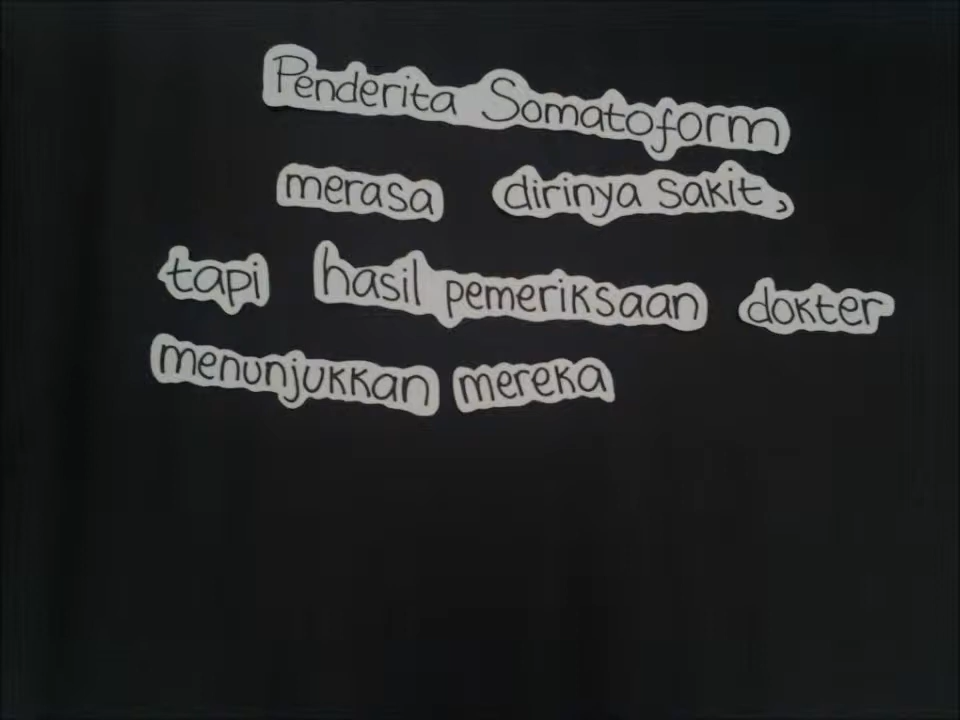 Penderita Somatoform
merasa dirinya sakit,
tapi hasil pemeriksaan dokter
menunjukkan mereka